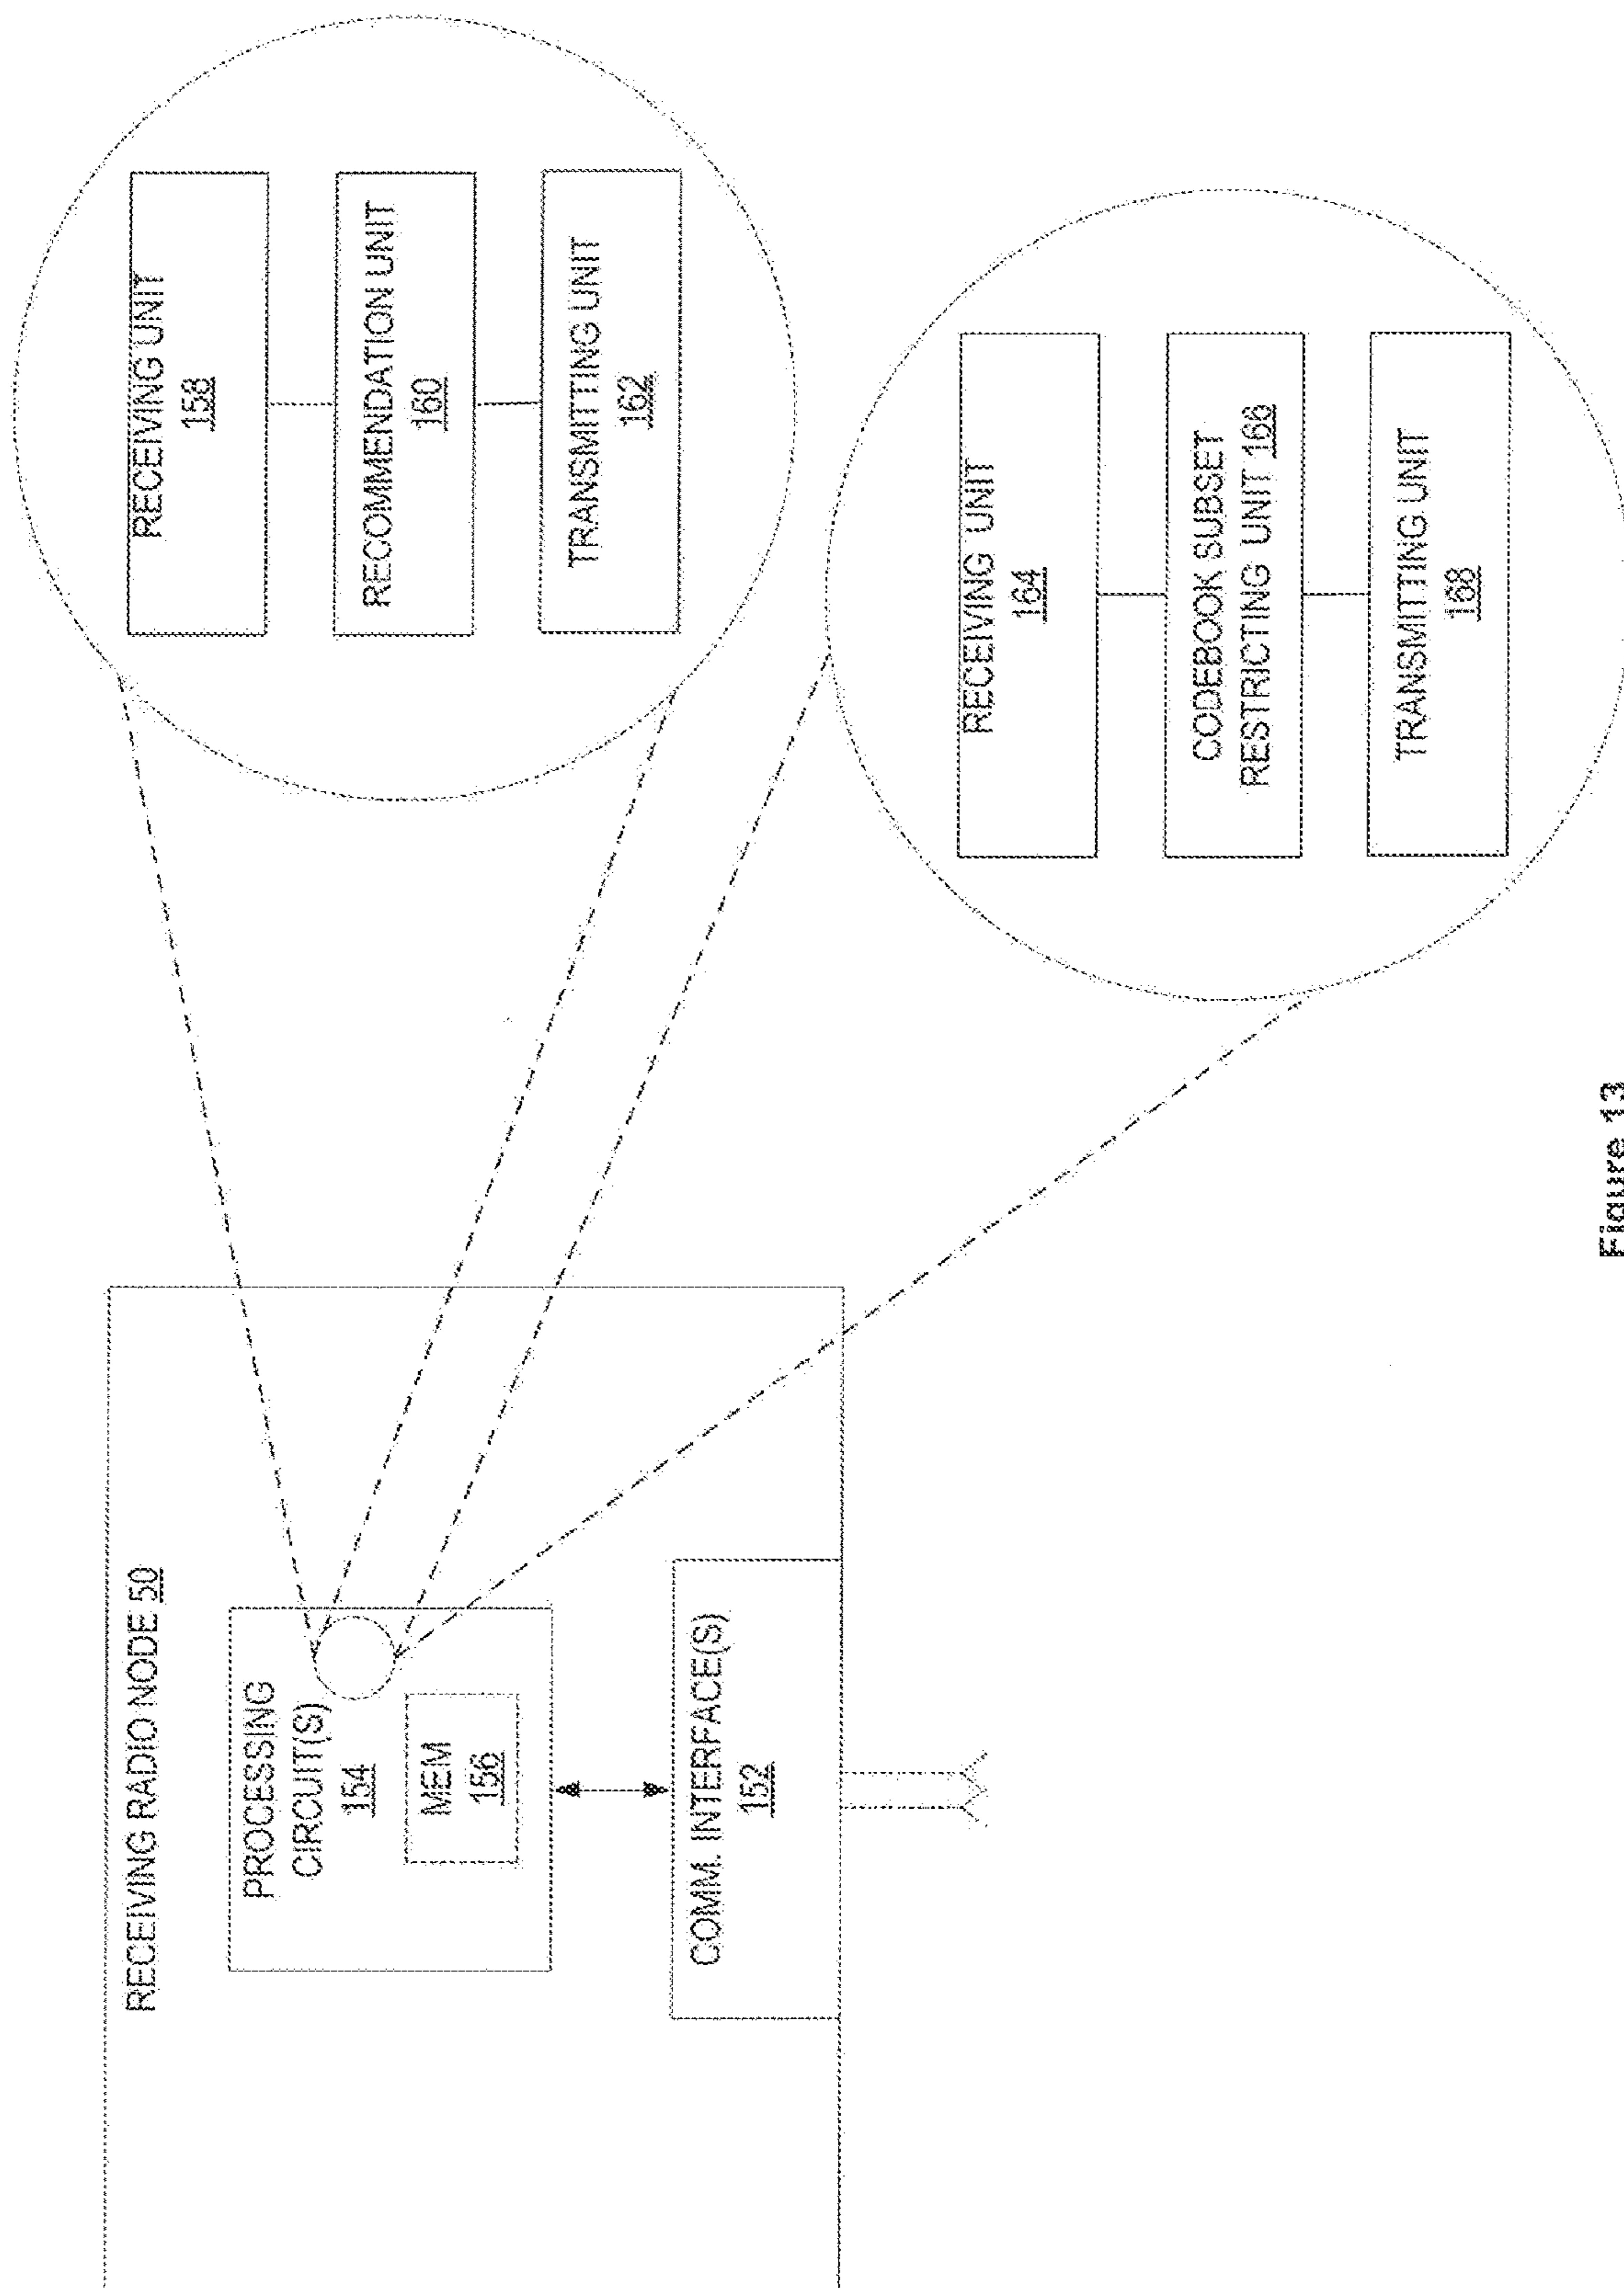 RECEIVING RADIO NODE 50
PROCESSING
CIRCUIT(S)
154
MEM
156
COMM. INTERFACE(S)
152
RECEIVING UNIT
158
RECOMMENDATION UNIT
160
TRANSMITTING UNIT
162
RECEIVING UNIT
164
CODEBOOK SUBSET
RESTRICTING UNIT 166
TRANSMITTING UNIT
168
Figure 13